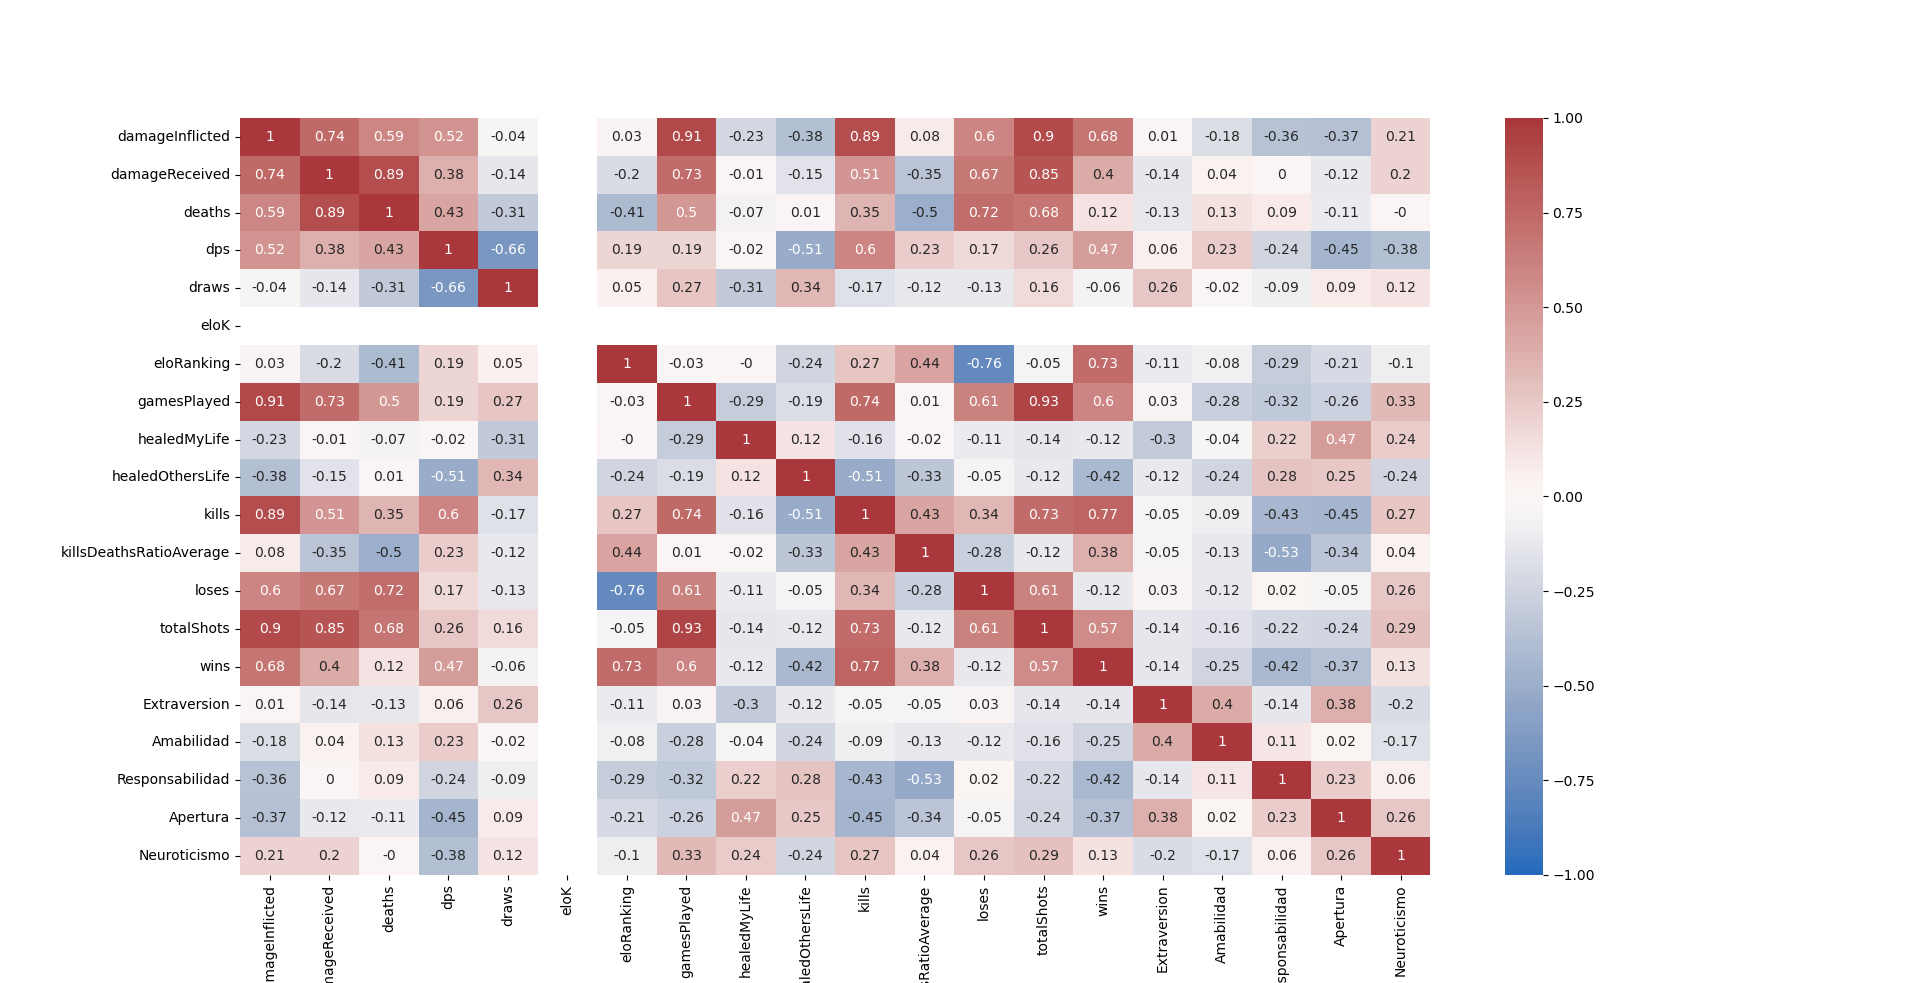 damageInflicted 1 0.74 0.59 0.52 -0.04 0.03 0.91 -0.23 -0.38 0.89 0.08 0.6 0.9 0.68 0.01 -0.18 -0.36 -0.37 0.21 1.00
damageReceived 0.74 1 0.89 0.38 -0.14 -0.2 0.73 -0.01 -0.15 0.51 -0.35 0.67 0.85 0.4 -0.14 0.04 0 -0.12 0.2
deaths 0.59 0.89 1 0.43 -0.31 -0.41 0.5 -0.07 0.01 0.35 -0.5 0.72 0.68 0.12 -0.13 0.13 0.09 -0.11 -0 0.75
dps 0.52 0.38 0.43 1 -0.66 0.19 0.19 -0.02 -0.51 0.6 0.23 0.17 0.26 0.47 0.06 0.23 -0.24 -0.45 -0.38
draws -0.04 -0.14 -0.31 -0.66 1 0.05 0.27 -0.31 0.34 -0.17 -0.12 -0.13 0.16 -0.06 0.26 -0.02 -0.09 0.09 0.12 0.50
eloK
eloRanking 0.03 -0.2 -0.41 0.19 0.05 1 -0.03 -0 -0.24 0.27 0.44 -0.76 -0.05 0.73 -0.11 -0.08 -0.29 -0.21 -0.1
gamesPlayed 0.91 0.73 0.5 0.19 0.27 -0.03 1 -0.29 -0.19 0.74 0.01 0.61 0.93 0.6 0.03 -0.28 -0.32 -0.26 0.33 0.25
healedMyLife -0.23 -0.01 -0.07 -0.02 -0.31 -0 -0.29 1 0.12 -0.16 -0.02 -0.11 -0.14 -0.12 -0.3 -0.04 0.22 0.47 0.24
healedOthersLife -0.38 -0.15 0.01 -0.51 0.34 -0.24 -0.19 0.12 1 -0.51 -0.33 -0.05 -0.12 -0.42 -0.12 -0.24 0.28 0.25 -0.24 0.00
kills 0.89 0.51 0.35 0.6 -0.17 0.27 0.74 -0.16 -0.51 1 0.43 0.34 0.73 0.77 -0.05 -0.09 -0.43 -0.45 0.27
killsDeathsRatioAverage 0.08 -0.35 -0.5 0.23 -0.12 0.44 0.01 -0.02 -0.33 0.43 1 -0.28 -0.12 0.38 -0.05 -0.13 -0.53 -0.34 0.04
loses 0.6 0.67 0.72 0.17 -0.13 -0.76 0.61 -0.11 -0.05 0.34 -0.28 1 0.61 -0.12 0.03 -0.12 0.02 -0.05 0.26 −0.25
totalShots 0.9 0.85 0.68 0.26 0.16 -0.05 0.93 -0.14 -0.12 0.73 -0.12 0.61 1 0.57 -0.14 -0.16 -0.22 -0.24 0.29
wins 0.68 0.4 0.12 0.47 -0.06 0.73 0.6 -0.12 -0.42 0.77 0.38 -0.12 0.57 1 -0.14 -0.25 -0.42 -0.37 0.13 −0.50
Extraversion 0.01 -0.14 -0.13 0.06 0.26 -0.11 0.03 -0.3 -0.12 -0.05 -0.05 0.03 -0.14 -0.14 1 0.4 -0.14 0.38 -0.2
Amabilidad -0.18 0.04 0.13 0.23 -0.02 -0.08 -0.28 -0.04 -0.24 -0.09 -0.13 -0.12 -0.16 -0.25 0.4 1 0.11 0.02 -0.17
Responsabilidad -0.36 0 0.09 -0.24 -0.09 -0.29 -0.32 0.22 0.28 -0.43 -0.53 0.02 -0.22 -0.42 -0.14 0.11 1 0.23 0.06 −0.75
Apertura -0.37 -0.12 -0.11 -0.45 0.09 -0.21 -0.26 0.47 0.25 -0.45 -0.34 -0.05 -0.24 -0.37 0.38 0.02 0.23 1 0.26
Neuroticismo 0.21 0.2 -0 -0.38 0.12 -0.1 0.33 0.24 -0.24 0.27 0.04 0.26 0.29 0.13 -0.2 -0.17 0.06 0.26 1 −1.00
mageInflicted mageReceived deaths dps draws eloK eloRanking gamesPlayed healedMyLife aledOthersLife kills sRatioAverage loses totalShots wins Extraversion Amabilidad sponsabilidad Apertura Neuroticismo